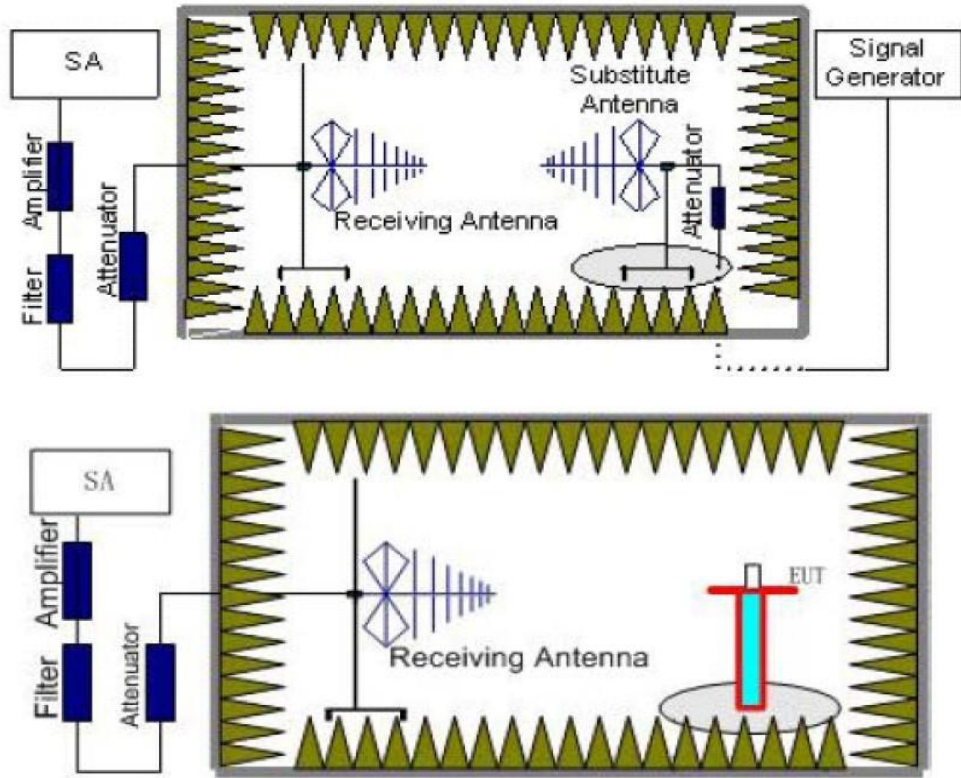 SA
Signal
Generator
Substitute
Antenna
Amplifier
Filter
Attenuator
Receiving Antenna
Attenuator
SA
Amplifier
Filter
Attenuator
EUT
Receiving Antenna